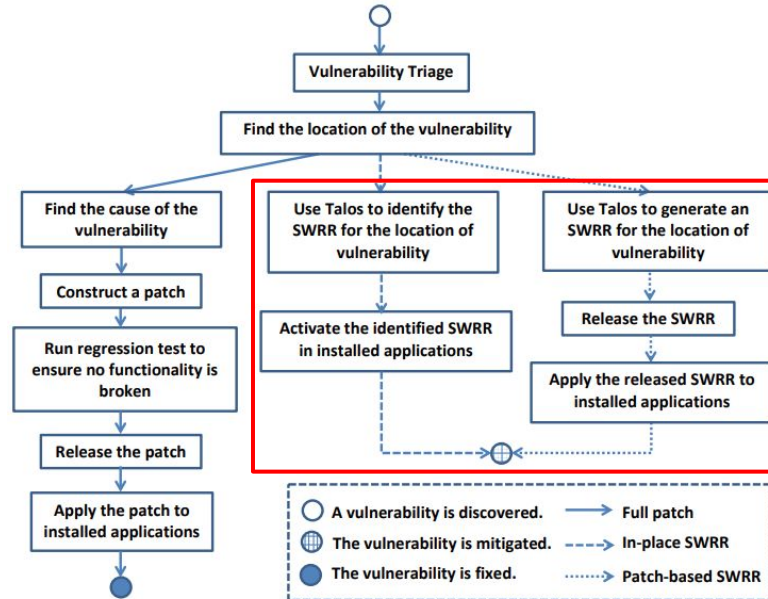 Vulnerability Triage
Find the location of the vulnerability
Find the cause of the
vulnerability
Construct a patch
Run regression test to
ensure no functionality is
broken
Release the patch
Apply the patch to
installed applications
Use Talos to identify the
SWRR for the location of
vulnerability
Activate the identified SWRR
in installed applications
Use Talos to generate an
SWRR for the location of
vulnerability
Release the SWRR
Apply the released SWRR to
installed applications
A vulnerability is discovered.
The vulnerability is mitigated.
The vulnerability is fixed.
Full patch
In-place SWRR
Patch-based SWRR